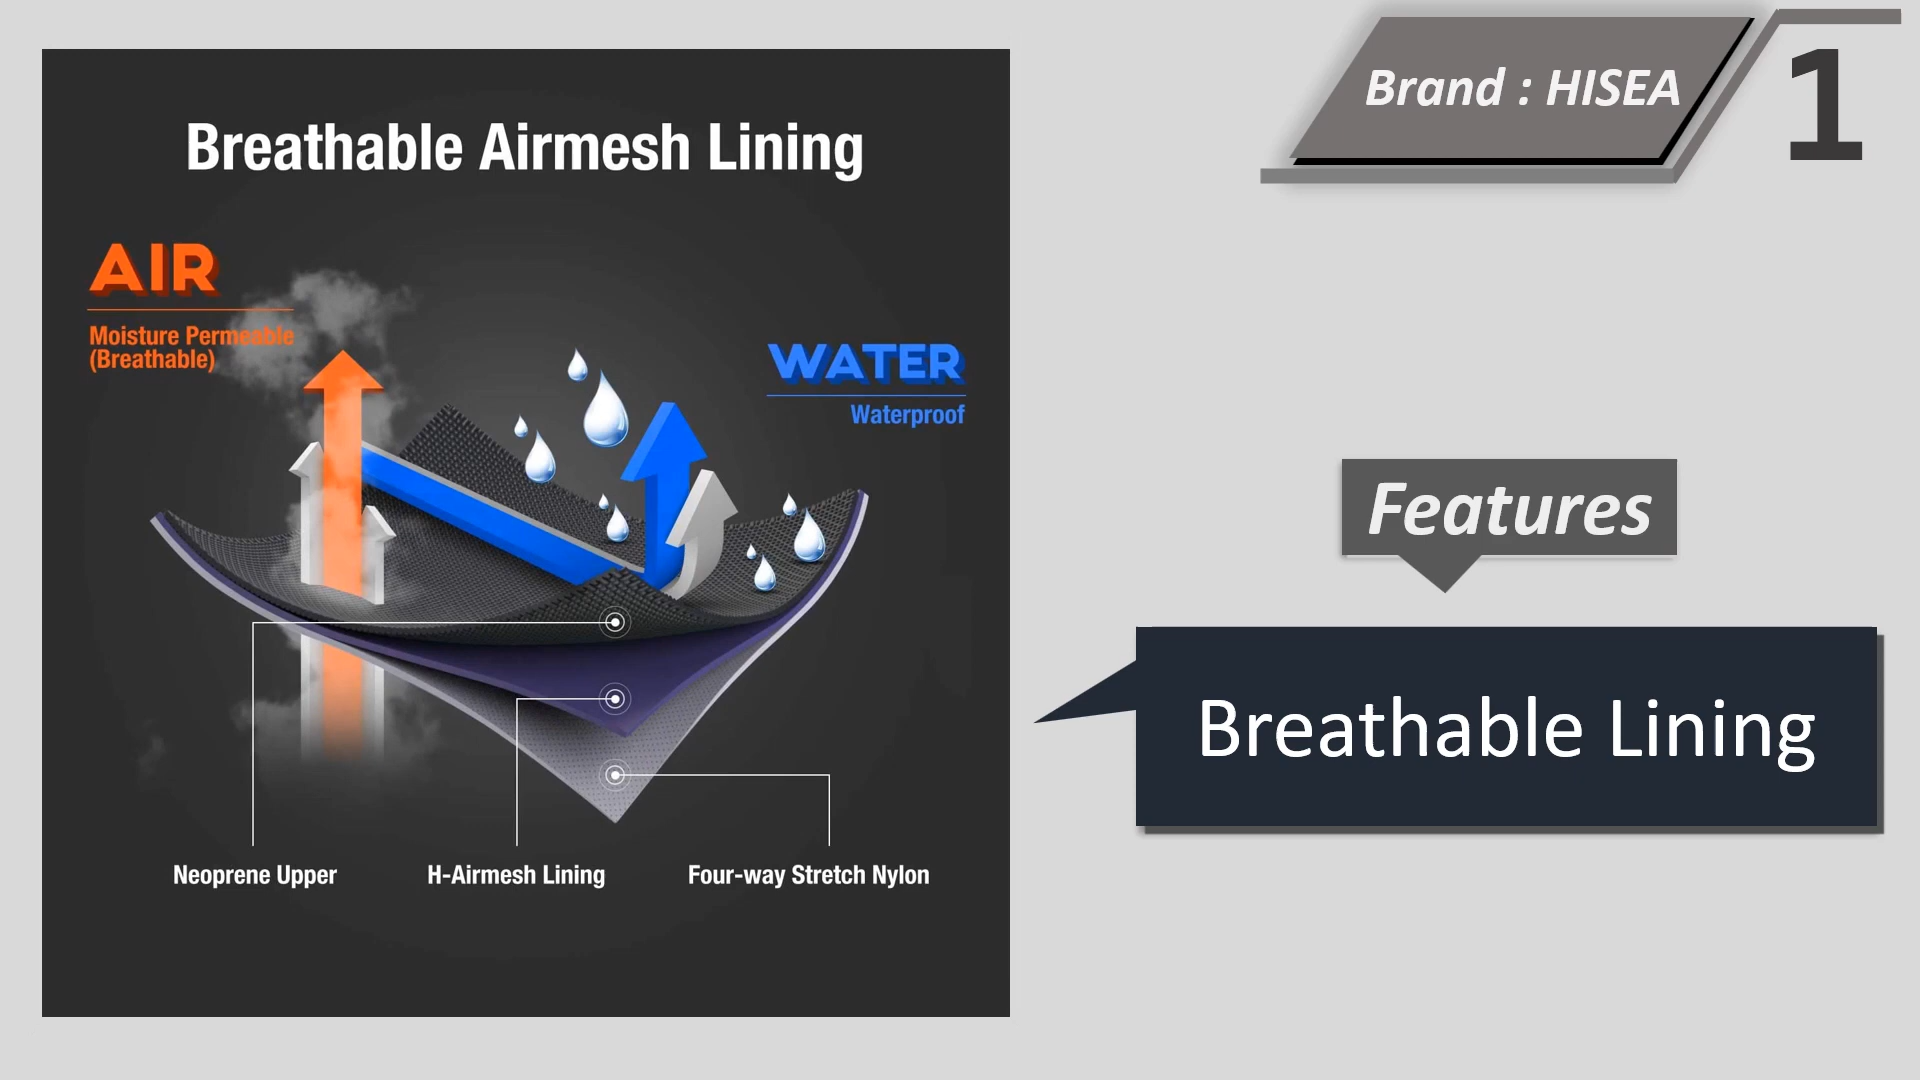 Breathable Airmesh Lining
AIR
Moisture Permeable
(Breathable)
WATER
Waterproof
Neoprene Upper
H-Airmesh Lining
Four-way Stretch Nylon
Brand : HISEA
1
Features
Breathable Lining